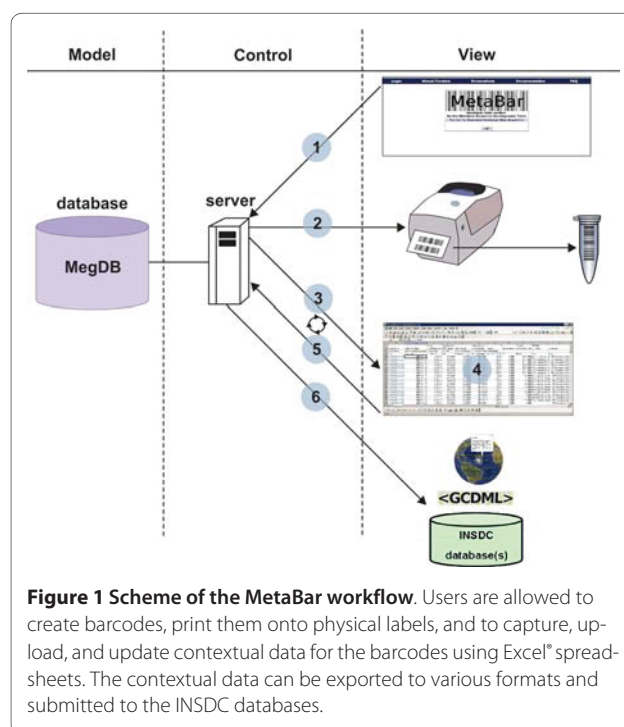 Model
Control
View
MetaBar
1
database
server
2
MegDB
3
5
4
6
<GCDML>
INSDC
database(s)
Figure 1 Scheme of the MetaBar workflow. Users are allowed to
create barcodes, print them onto physical labels, and to capture, up-
load, and update contextual data for the barcodes using Excel® spread-
sheets. The contextual data can be exported to various formats and
submitted to the INSDC databases.